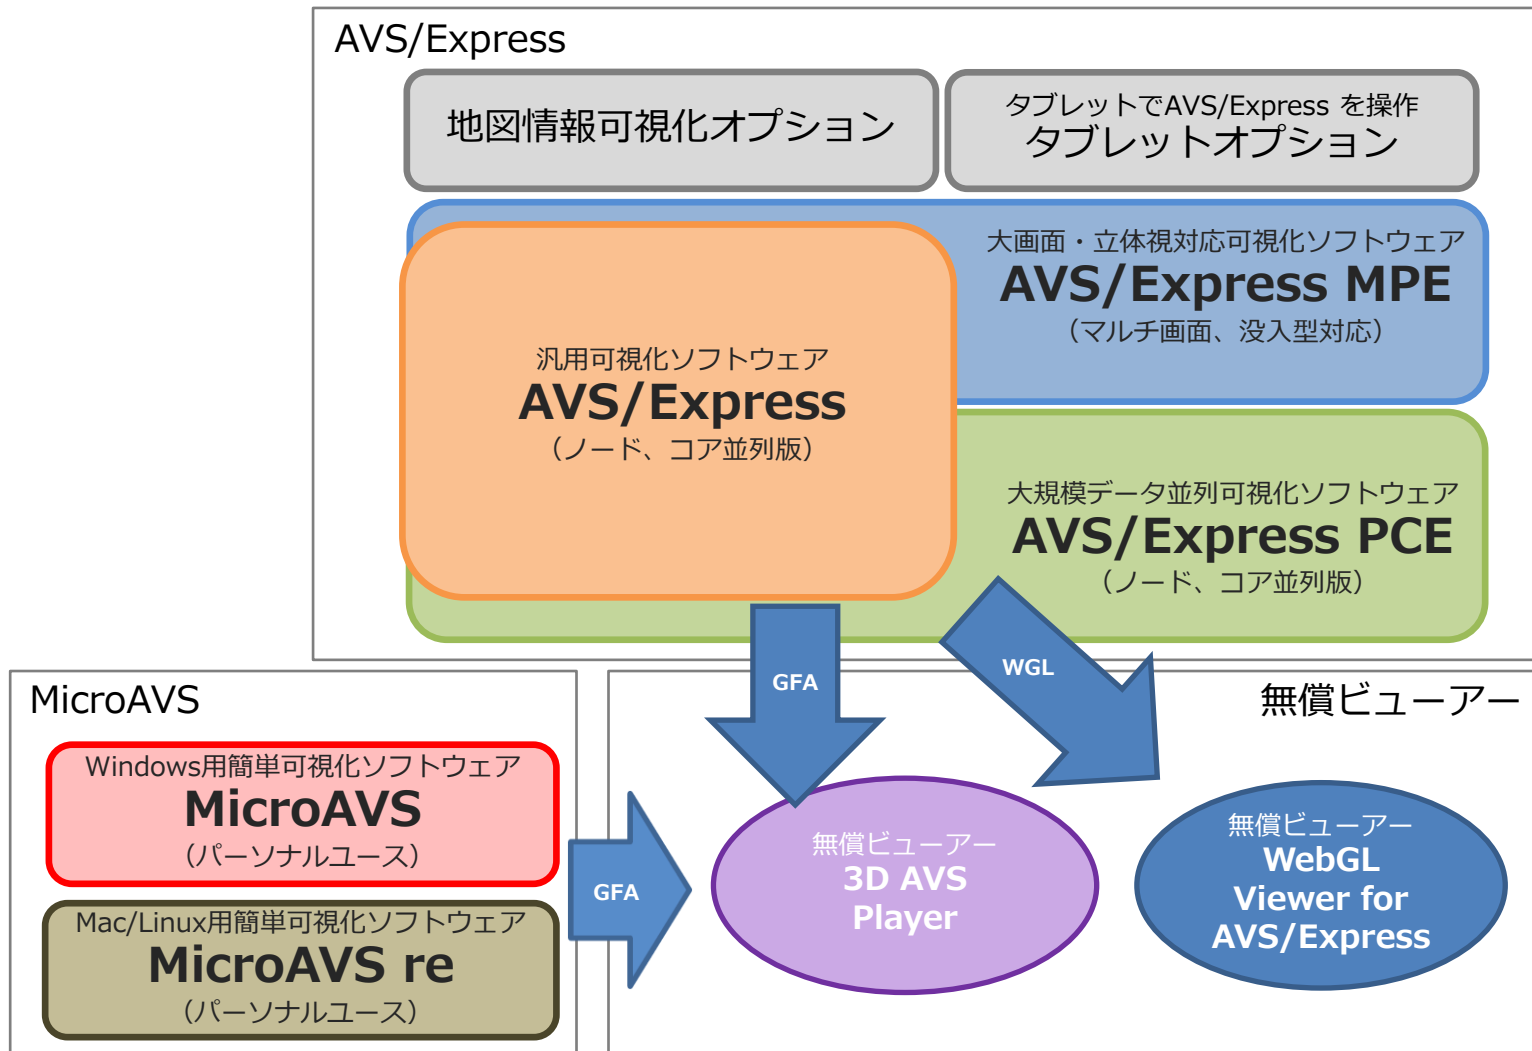 AVS/Express
地図情報可視化オプション
タブレットでAVS/Express を操作
タブレットオプション
大画面・立体視対応可視化ソフトウェア
AVS/Express MPE
（マルチ画面、没入型対応）
汎用可視化ソフトウェア
AVS/Express
（ノード、コア並列版）
大規模データ並列可視化ソフトウェア
AVS/Express PCE
（ノード、コア並列版）
GFA
WGL
MicroAVS
Windows用簡単可視化ソフトウェア
MicroAVS
（パーソナルユース）
Mac/Linux用簡単可視化ソフトウェア
MicroAVS re
（パーソナルユース）
GFA
無償ビューアー
無償ビューアー
3D AVS
Player
無償ビューアー
WebGL
Viewer for
AVS/Express